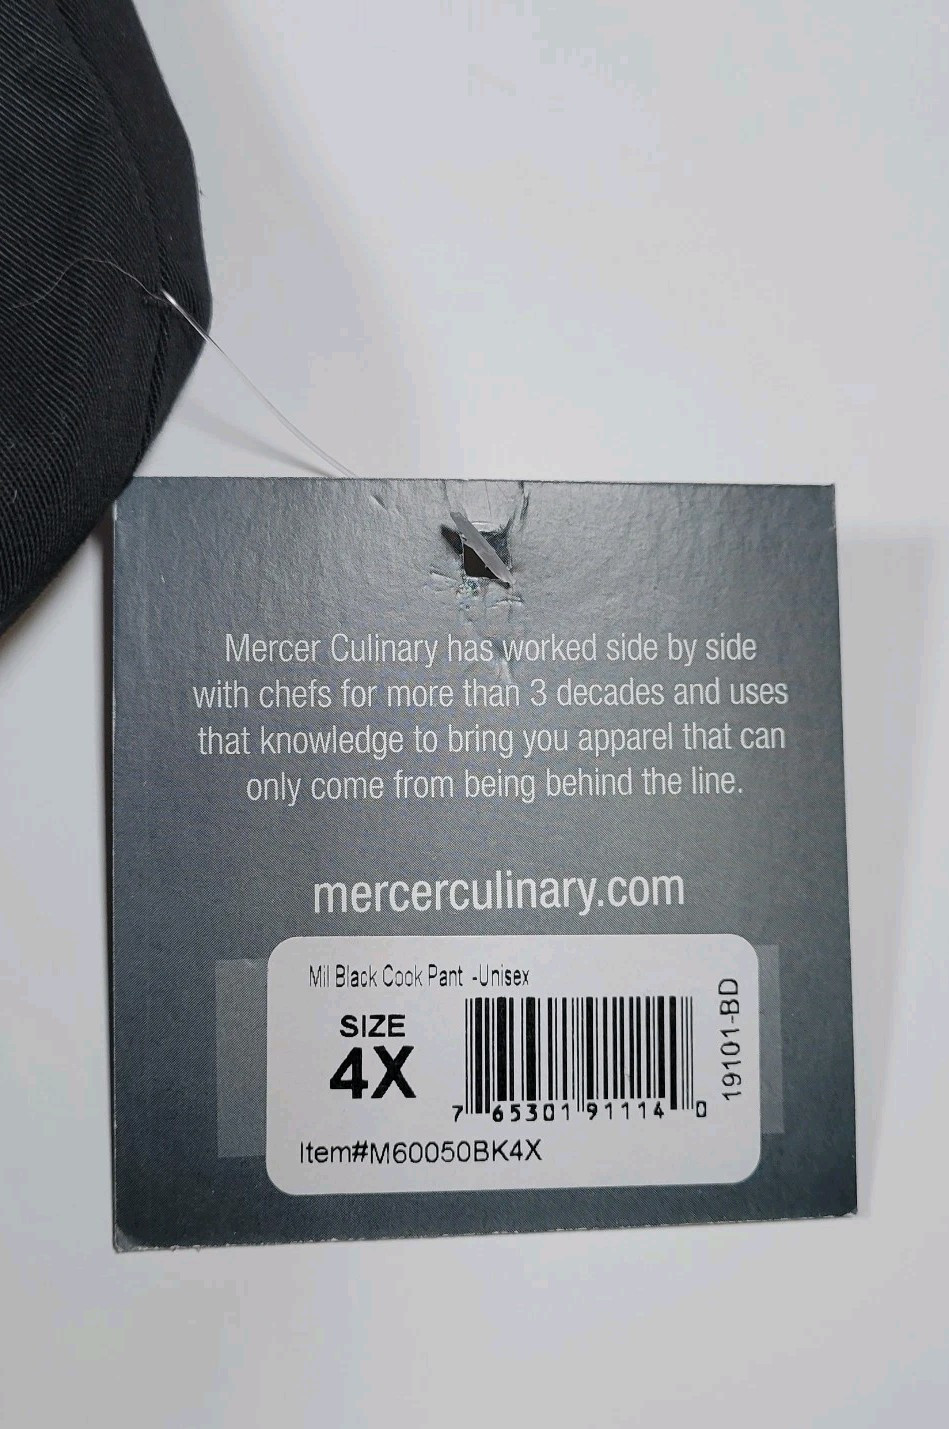 Mercer Culinary has worked side by side
with chefs for more than 3 decades and uses
that knowledge to bring you apparel that can
only come from being behind the line.
mercerculinary.com
Mil Black Cook Pant -Unisex
SIZE
4X
7 65301 91114 0
19101-BD
Item#M60050BK4X